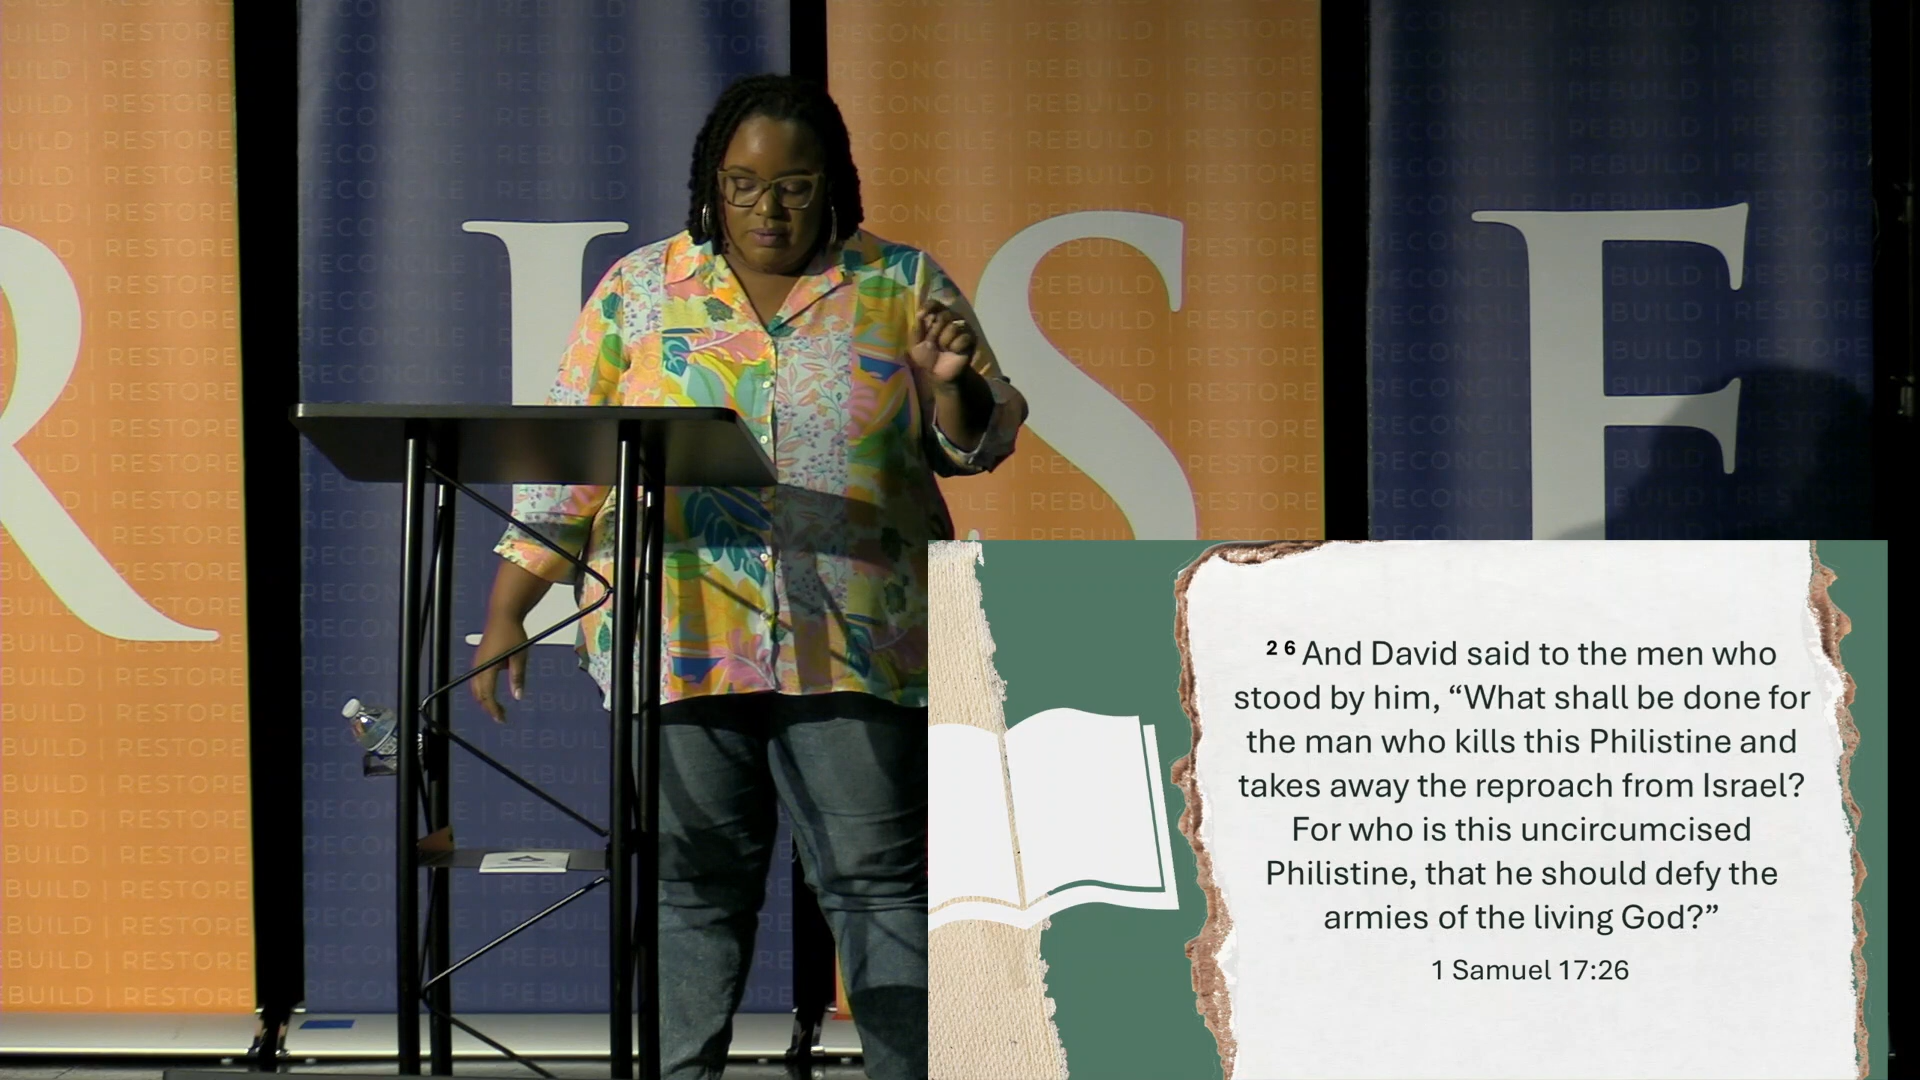 RECONCILE | REBUILD | RESTORE
R I S E
26 And David said to the men who
stood by him, “What shall be done for
the man who kills this Philistine and
takes away the reproach from Israel?
For who is this uncircumcised
Philistine, that he should defy the
armies of the living God?”
1 Samuel 17:26